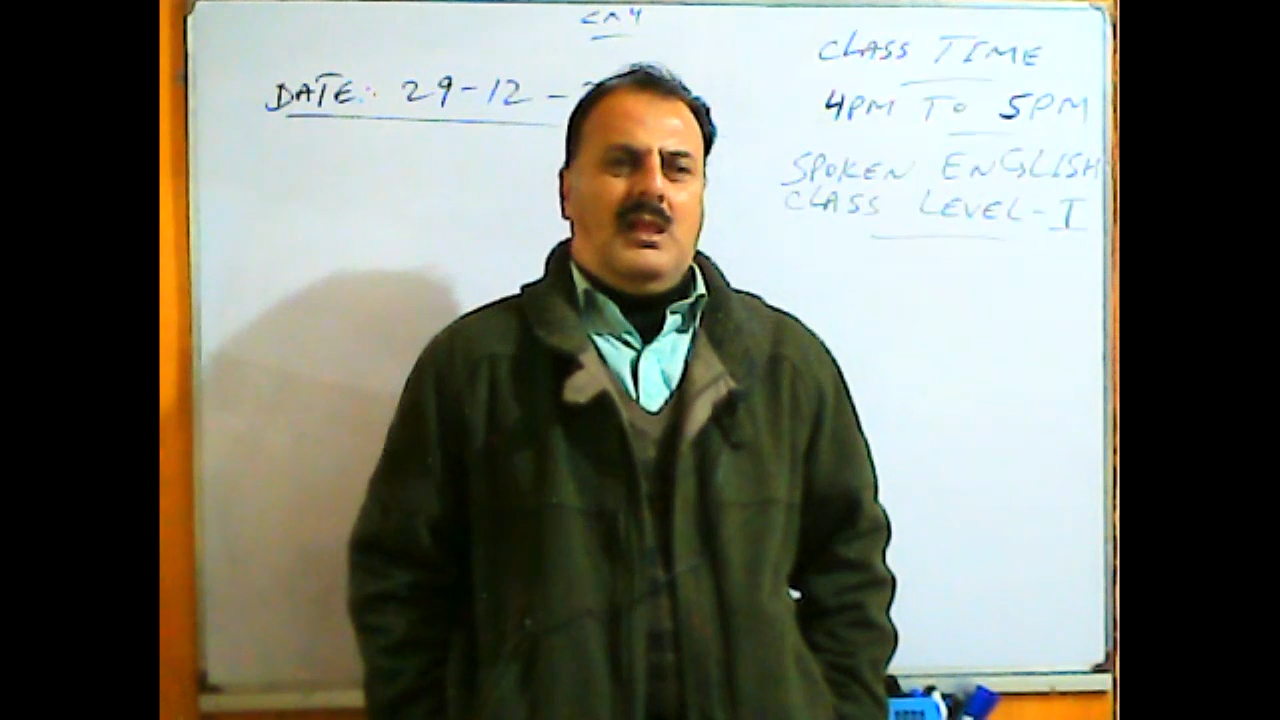 DATE: 29-12-
CLASS TIME
4PM TO 5PM
SPOKEN ENGLISH
CLASS LEVEL-I